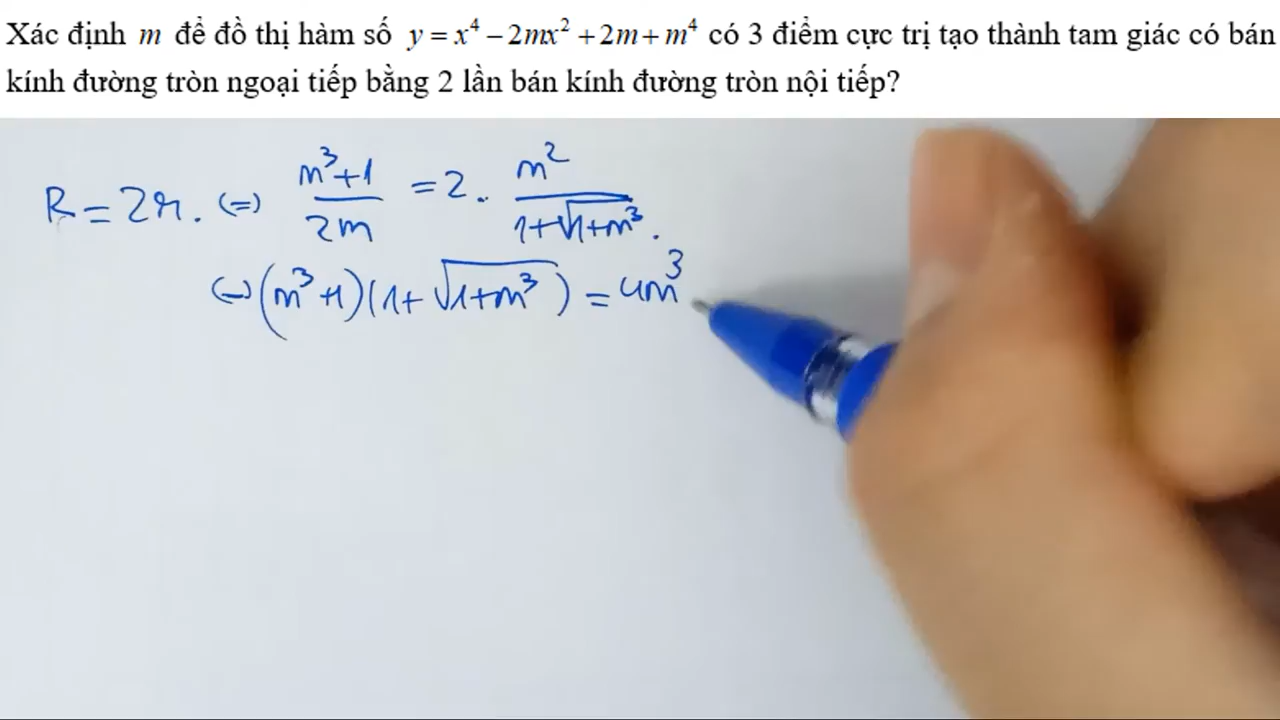 Xác định m để đồ thị hàm số y = x⁴ − 2mx² + 2m + m⁴ có 3 điểm cực trị tạo thành tam giác có bán
kính đường tròn ngoại tiếp bằng 2 lần bán kính đường tròn nội tiếp?
R = 2r. (=) (m³+1)/(2m) = 2. m²/(1+√(1+m³)).
(=) (m³+1)(1+√(1+m³)) = 4m³